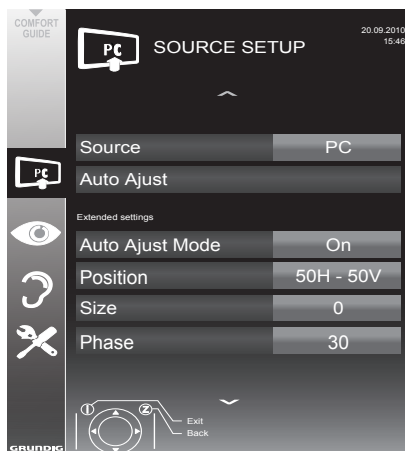 COMFORT
GUIDE
PC
SOURCE SETUP
20.09.2010
15:46
Source PC
PC
Auto Ajust
Extended settings
Auto Ajust Mode On
Position 50H - 50V
Size 0
Phase 30
Z
Exit
Back
GRUNDIG